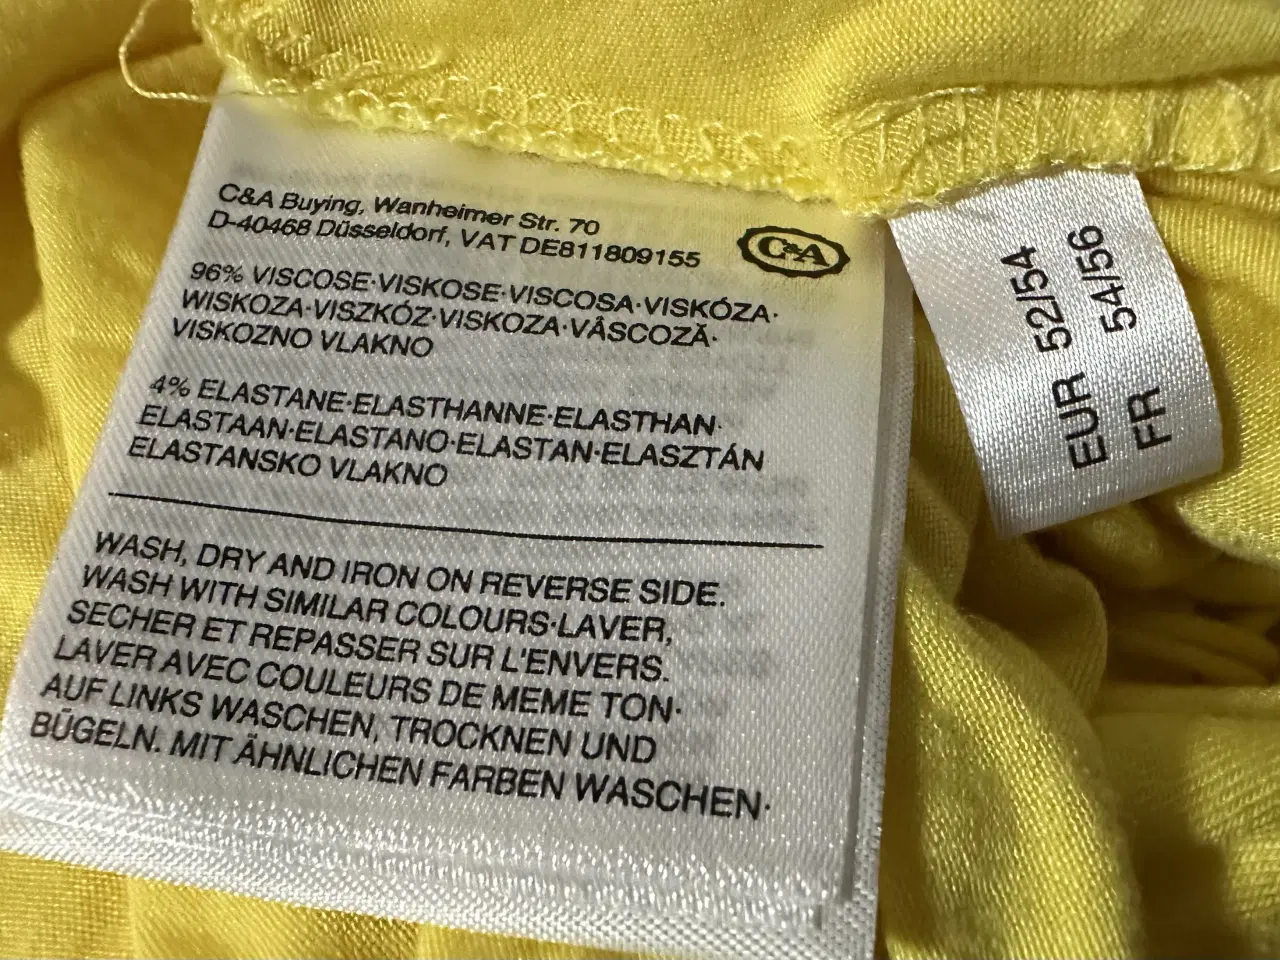 C&A Buying, Wanheimer Str. 70
D-40468 Düsseldorf, VAT DE811809155
C&A
96% VISCOSE·VISKOSE·VISCOSA·VISKÓZA·
WISKOZA·VISZKÓZ·VISKOZA·VÂSCOZĂ·
VISKOZNO VLAKNO
4% ELASTANE·ELASTHANNE·ELASTHAN·
ELASTAAN·ELASTANO·ELASTAN·ELASZTÁN
ELASTANSKO VLAKNO
WASH, DRY AND IRON ON REVERSE SIDE.
WASH WITH SIMILAR COLOURS·LAVER,
SECHER ET REPASSER SUR L'ENVERS.
LAVER AVEC COULEURS DE MEME TON·
AUF LINKS WASCHEN, TROCKNEN UND
BÜGELN. MIT ÄHNLICHEN FARBEN WASCHEN·
EUR 52/54
FR 54/56